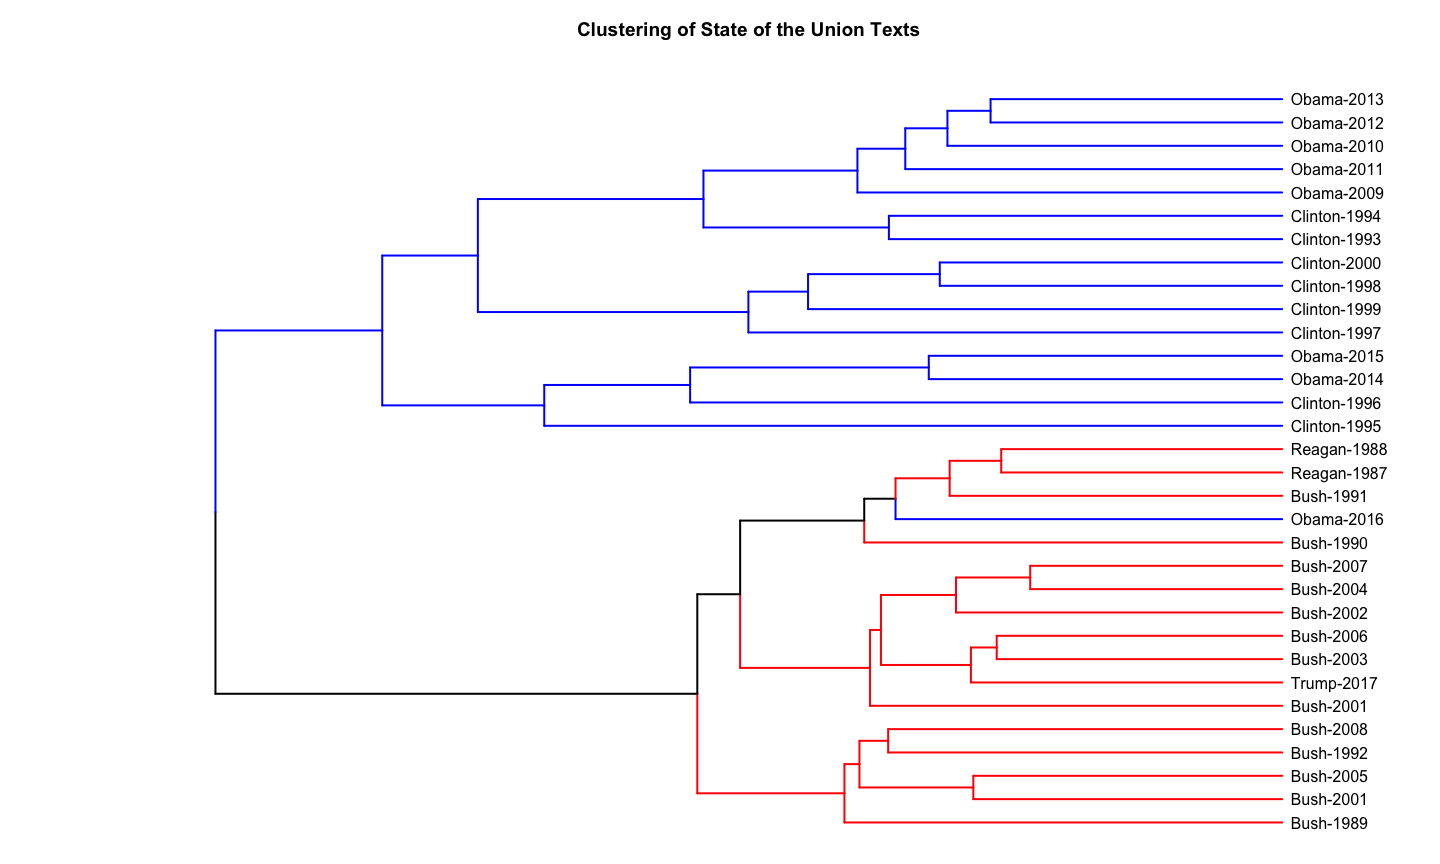 Clustering of State of the Union Texts
Obama-2013
Obama-2012
Obama-2010
Obama-2011
Obama-2009
Clinton-1994
Clinton-1993
Clinton-2000
Clinton-1998
Clinton-1999
Clinton-1997
Obama-2015
Obama-2014
Clinton-1996
Clinton-1995
Reagan-1988
Reagan-1987
Bush-1991
Obama-2016
Bush-1990
Bush-2007
Bush-2004
Bush-2002
Bush-2006
Bush-2003
Trump-2017
Bush-2001
Bush-2008
Bush-1992
Bush-2005
Bush-2001
Bush-1989